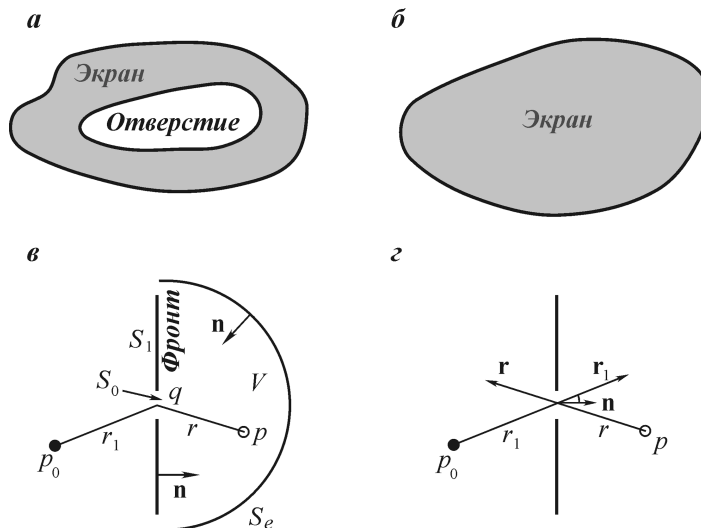 а
б
Экран
Отверстие
Экран
в
г
Фронт
n
S₁
V
S₀
q
r
p
r₁
p₀
n
Sₑ
r
r₁
n
r₁
r
p
p₀